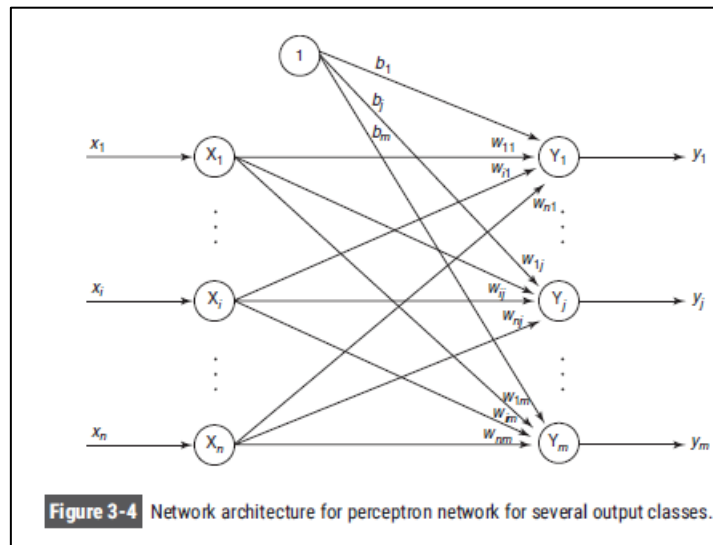 1
b1
bj
bm
x1 X1 w11 Y1 y1
wi1
wn1
w1j
xi Xi wij Yj yj
wnj
w1m
wim
xn Xn wnm Ym ym
Figure 3-4 Network architecture for perceptron network for several output classes.